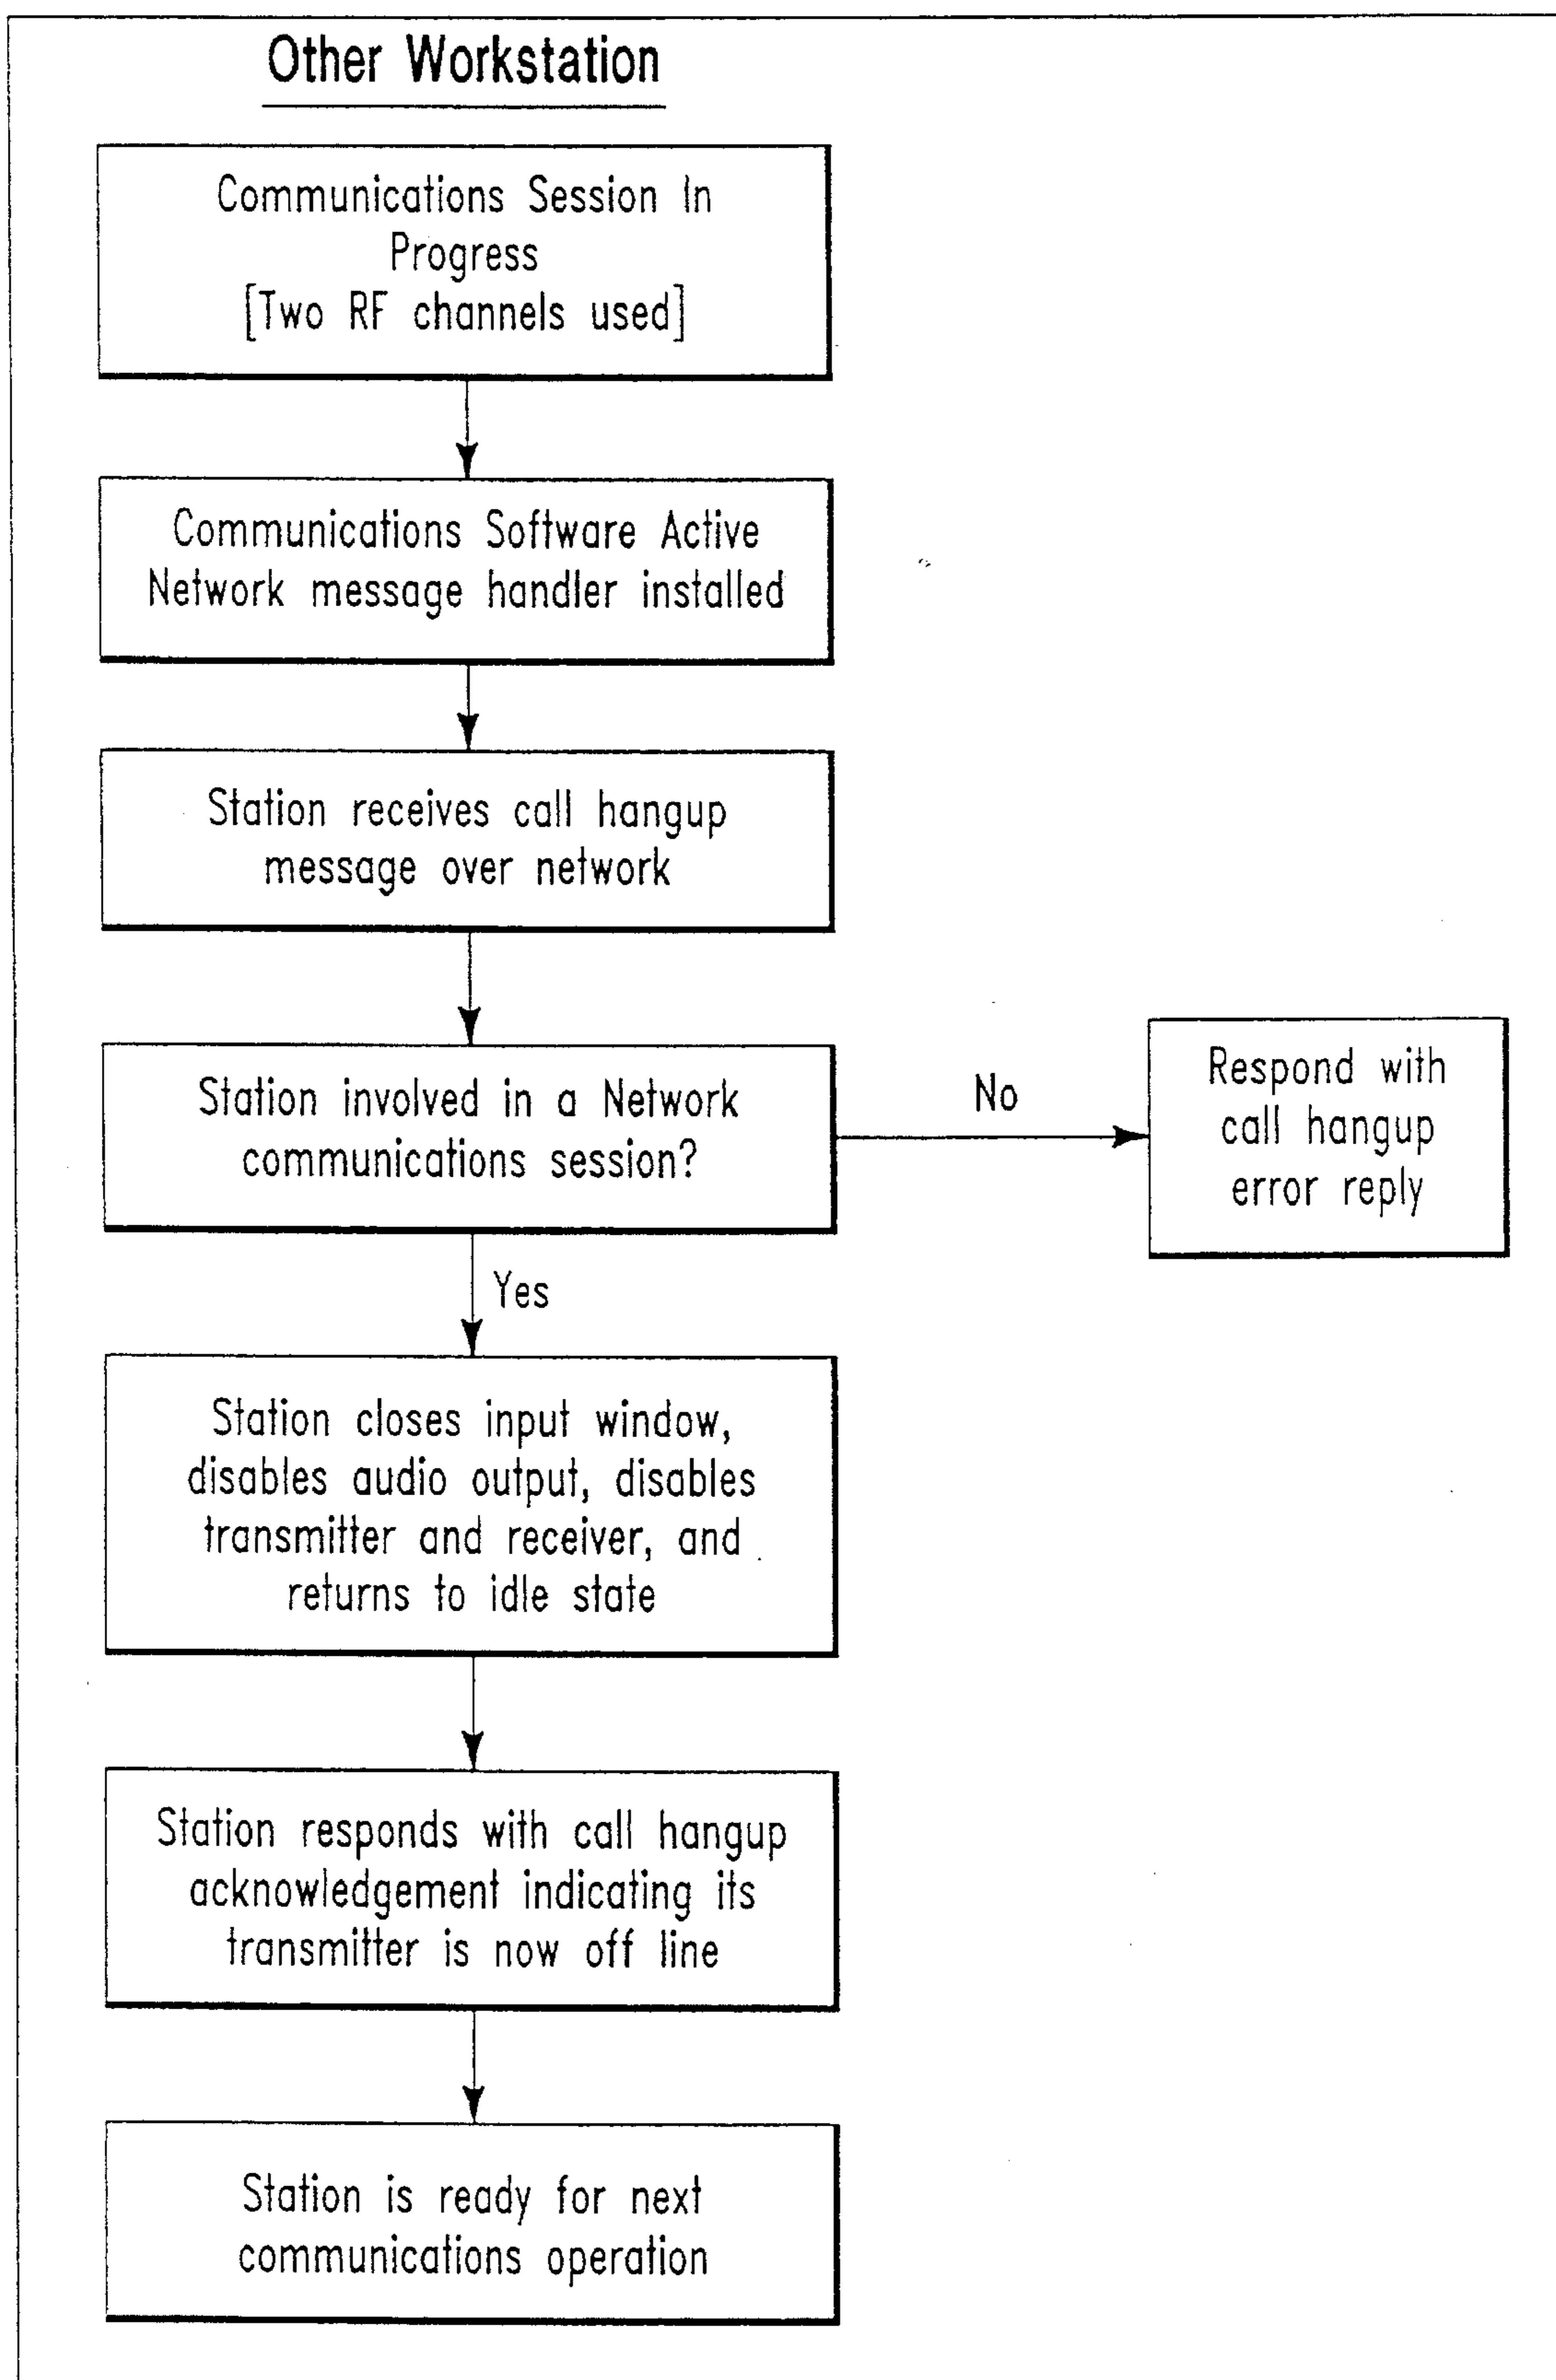 Other Workstation
Communications Session In
Progress
[Two RF channels used]
Communications Software Active
Network message handler installed
Station receives call hangup
message over network
Station involved in a Network
communications session?
No
Respond with
call hangup
error reply
Yes
Station closes input window,
disables audio output, disables
transmitter and receiver, and
returns to idle state
Station responds with call hangup
acknowledgement indicating its
transmitter is now off line
Station is ready for next
communications operation